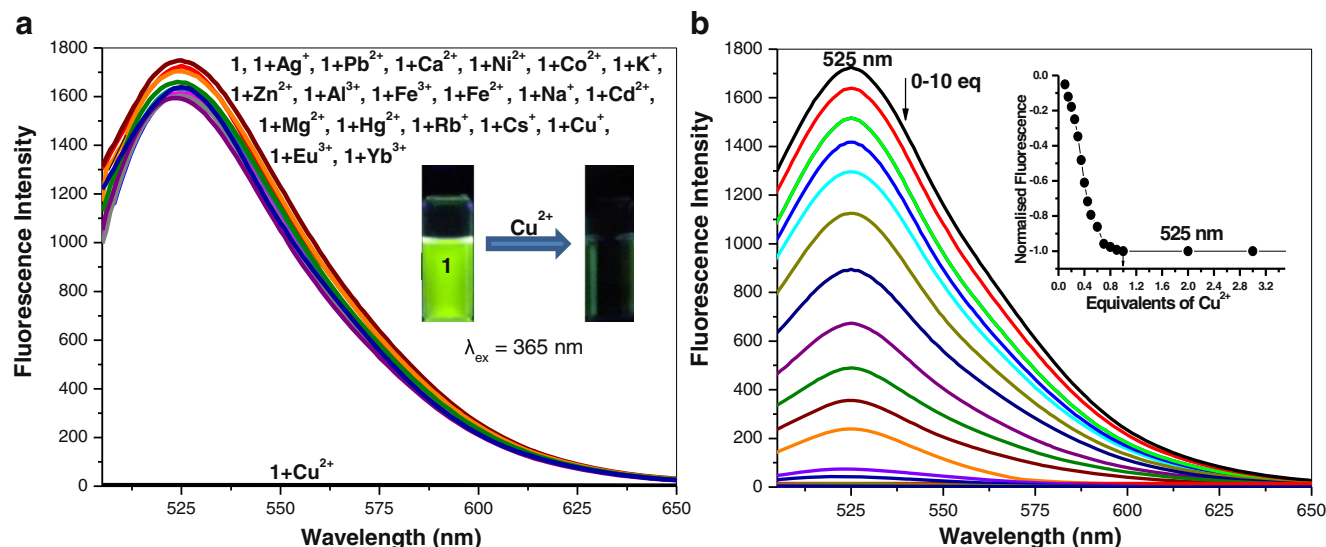 a
1800
1600
1400
1200
1000
800
600
400
200
0
Fluorescence Intensity
1, 1+Ag⁺, 1+Pb²⁺, 1+Ca²⁺, 1+Ni²⁺, 1+Co²⁺, 1+K⁺,
1+Zn²⁺, 1+Al³⁺, 1+Fe³⁺, 1+Fe²⁺, 1+Na⁺, 1+Cd²⁺,
1+Mg²⁺, 1+Hg²⁺, 1+Rb⁺, 1+Cs⁺, 1+Cu⁺,
1+Eu³⁺, 1+Yb³⁺
Cu²⁺
1
λex = 365 nm
1+Cu²⁺
525 550 575 600 625 650
Wavelength (nm)
b
1800
1600
1400
1200
1000
800
600
400
200
0
Fluorescence Intensity
525 nm
0-10 eq
0.0
-0.2
-0.4
-0.6
-0.8
-1.0
Normalised Fluorescence
525 nm
0.0 0.4 0.8 1.2 1.6 2.0 2.4 2.8 3.2
Equivalents of Cu²⁺
525 550 575 600 625 650
Wavelength (nm)